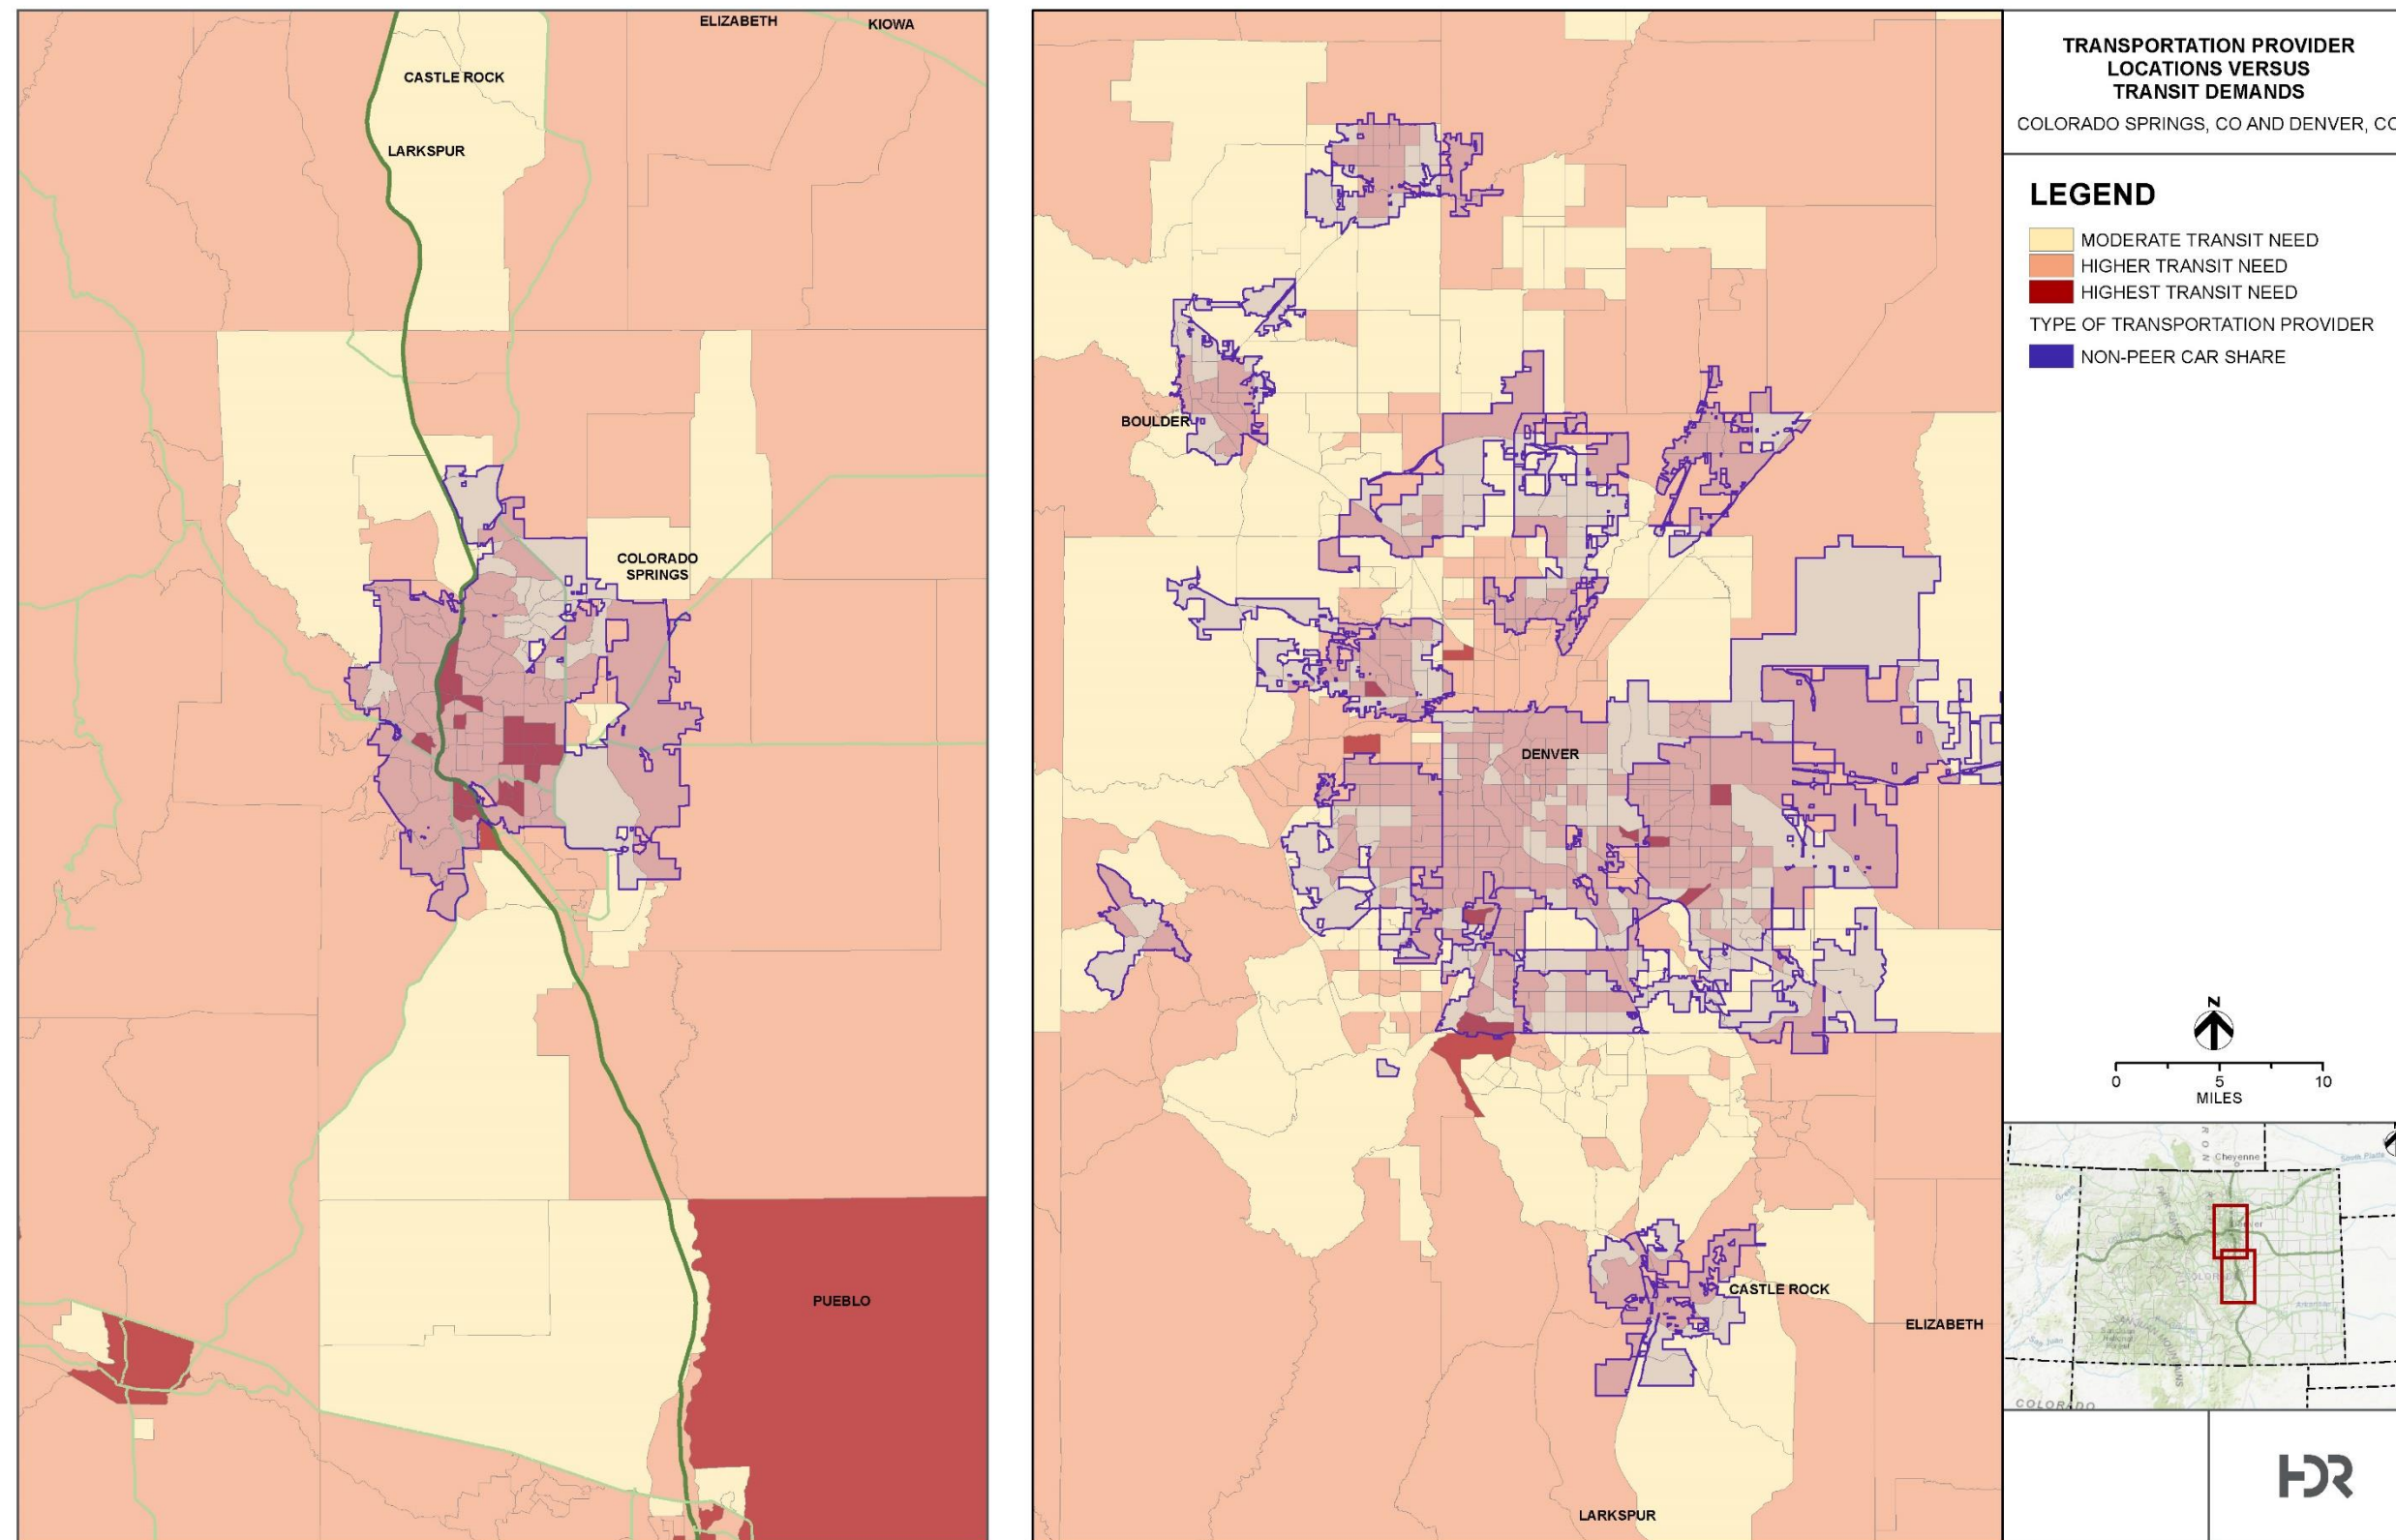 ELIZABETH
KIOWA
CASTLE ROCK
LARKSPUR
COLORADO
SPRINGS
PUEBLO
BOULDER
DENVER
CASTLE ROCK
ELIZABETH
LARKSPUR
TRANSPORTATION PROVIDER
LOCATIONS VERSUS
TRANSIT DEMANDS
COLORADO SPRINGS, CO AND DENVER, CO
LEGEND
MODERATE TRANSIT NEED
HIGHER TRANSIT NEED
HIGHEST TRANSIT NEED
TYPE OF TRANSPORTATION PROVIDER
NON-PEER CAR SHARE
N
0 5 10
MILES
Cheyenne
South Platte
COLORADO
HDR